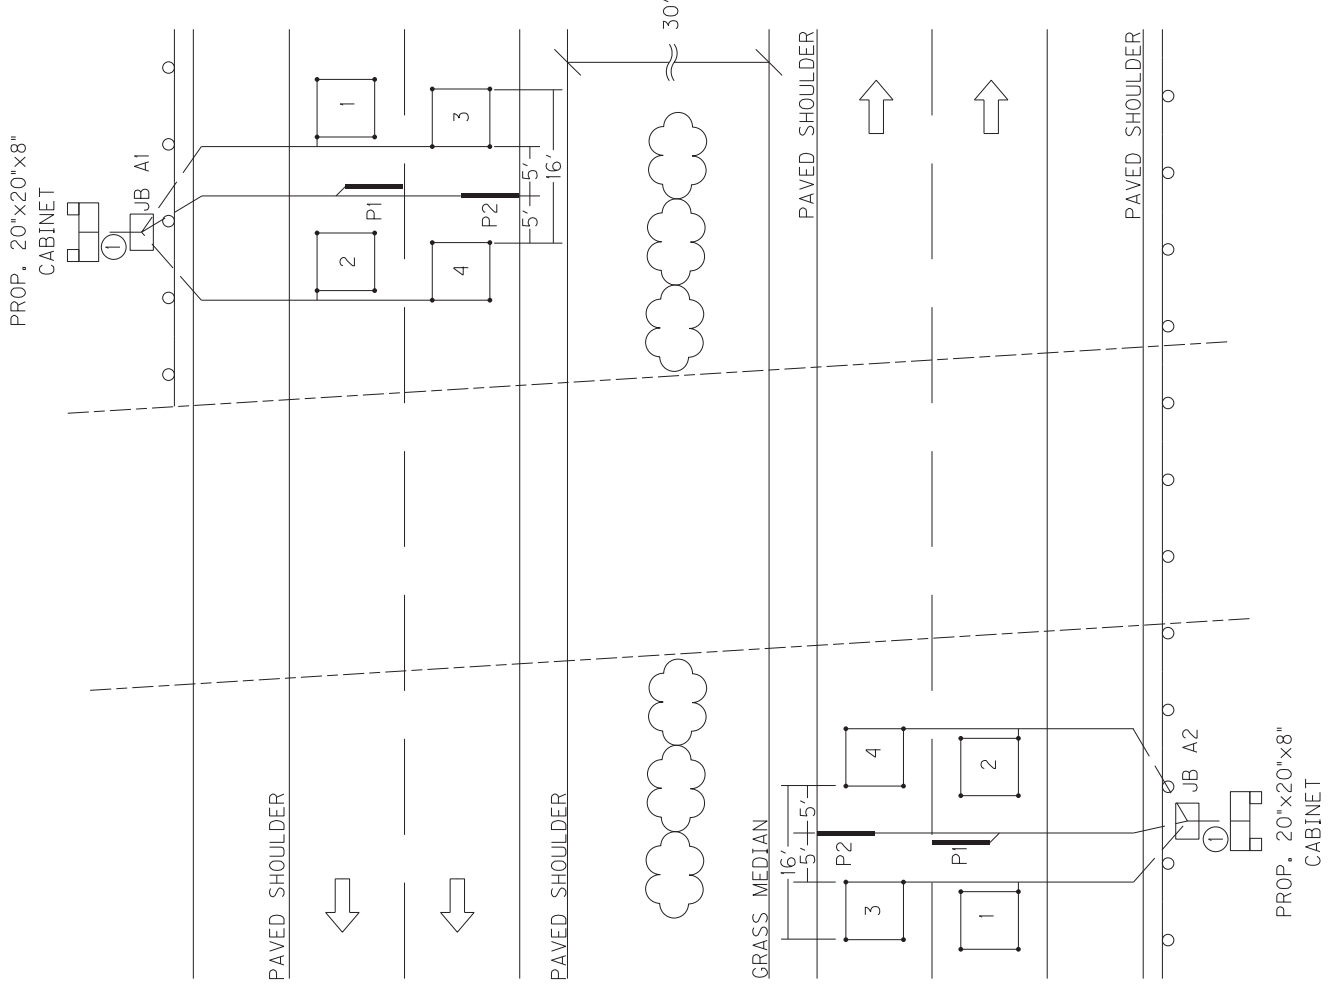 PROP. 20"x20"x8"
CABINET
1
JB A1
1
2
3
4
P1
P2
5'
5'
16'
30'
PAVED SHOULDER
PAVED SHOULDER
PAVED SHOULDER
PAVED SHOULDER
GRASS MEDIAN
16'
5'
5'
P2
P1
4
3
2
1
JB A2
1
PROP. 20"x20"x8"
CABINET